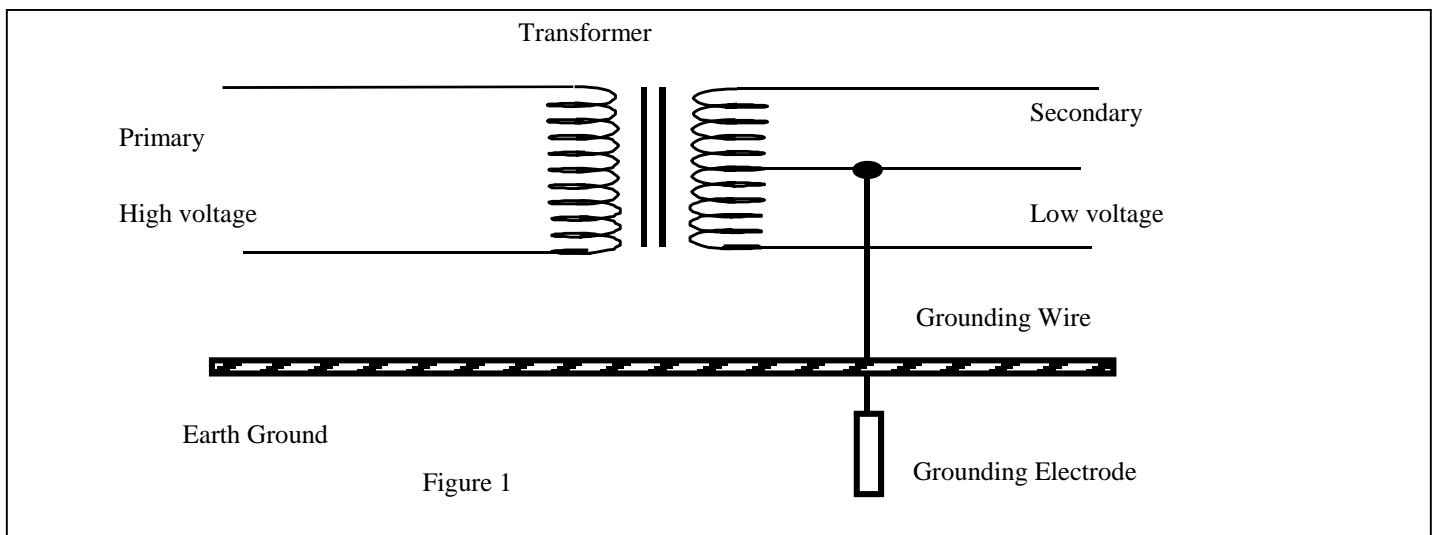 Transformer
Secondary
Primary
High voltage
Low voltage
Grounding Wire
Earth Ground
Grounding Electrode
Figure 1